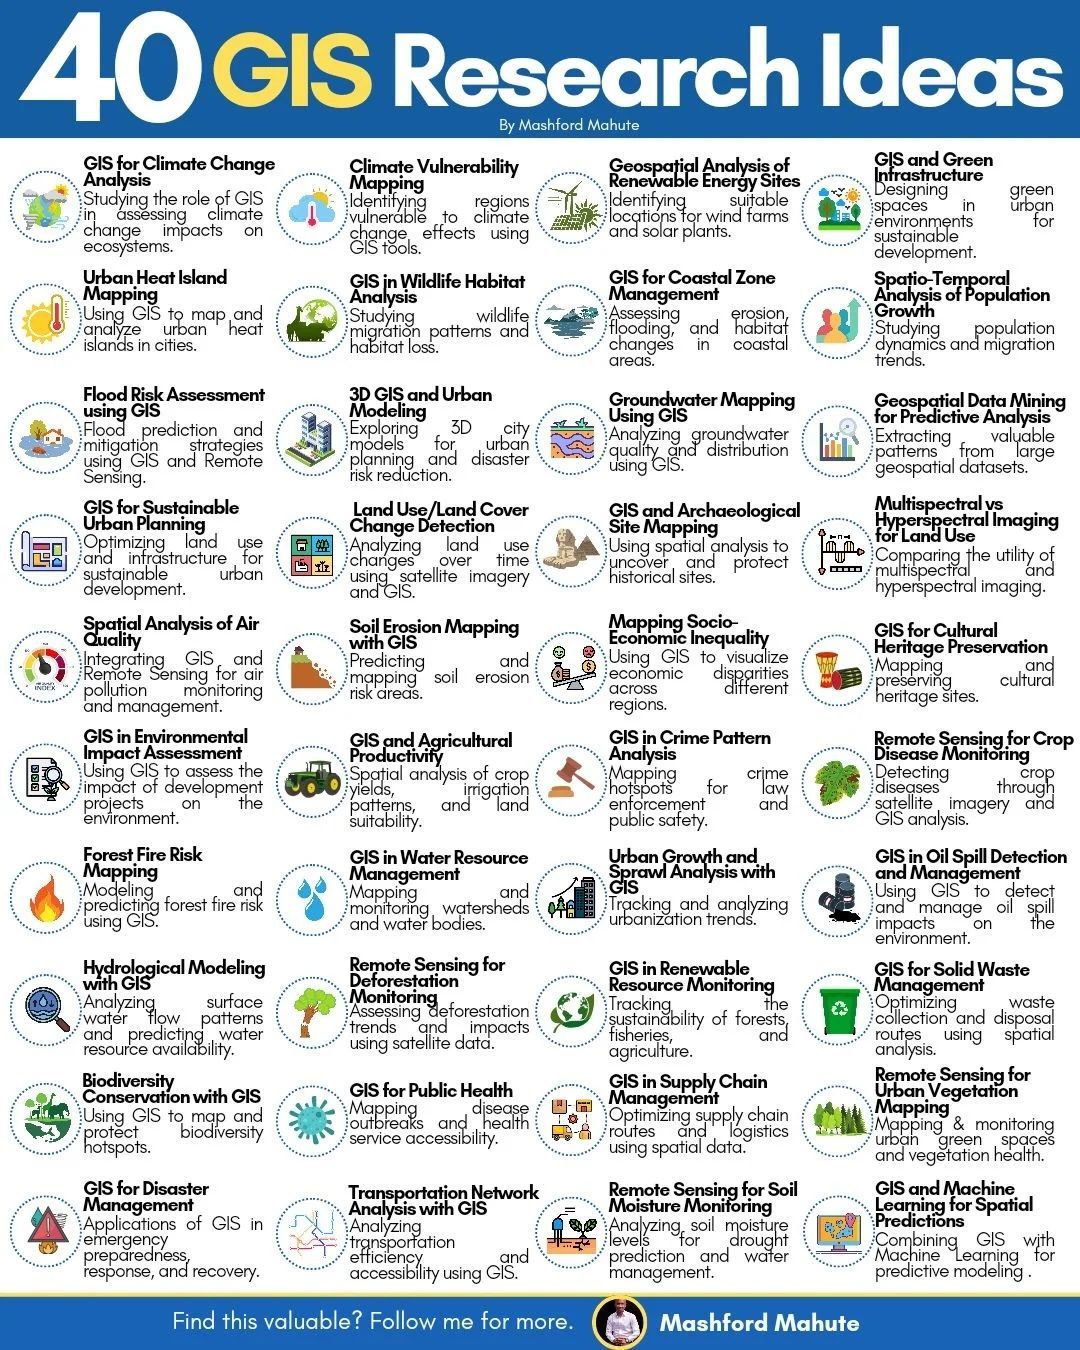 40 GIS Research Ideas
By Mashford Mahute
GIS for Climate Change
Analysis
Studying the role of GIS
in assessing climate
change impacts on
ecosystems.
Urban Heat Island
Mapping
Using GIS to map and
analyze urban heat
islands in cities.
Flood Risk Assessment
using GIS
Flood prediction and
mitigation strategies
using GIS and Remote
Sensing.
GIS for Sustainable
Urban Planning
Optimizing land use
and infrastructure for
sustainable urban
development.
Spatial Analysis of Air
Quality
Integrating GIS and
Remote Sensing for air
pollution monitoring
and management.
INDEX
GIS in Environmental
Impact Assessment
Using GIS to assess the
impact of development
projects on the
environment.
Forest Fire Risk
Mapping
Modeling and
predicting forest fire risk
using GIS.
Hydrological Modeling
with GIS
Analyzing surface
water flow patterns
and predicting water
resource availability.
Biodiversity
Conservation with GIS
Using GIS to map and
protect biodiversity
hotspots.
GIS for Disaster
Management
Applications of GIS in
emergency
preparedness,
response, and recovery.
Climate Vulnerability
Mapping
Identifying regions
vulnerable to climate
change effects using
GIS tools.
GIS in Wildlife Habitat
Analysis
Studying wildlife
migration patterns and
habitat loss.
3D GIS and Urban
Modeling
Exploring 3D city
models for urban
planning and disaster
risk reduction.
Land Use/Land Cover
Change Detection
Analyzing land use
changes over time
using satellite imagery
and GIS.
Soil Erosion Mapping
with GIS
Predicting and
mapping soil erosion
risk areas.
GIS and Agricultural
Productivity
Spatial analysis of crop
yields, irrigation
patterns, and land
suitability.
GIS in Water Resource
Management
Mapping and
monitoring watersheds
and water bodies.
Remote Sensing for
Deforestation
Monitoring
Assessing deforestation
trends and impacts
using satellite data.
GIS for Public Health
Mapping disease
outbreaks and health
service accessibility.
Transportation Network
Analysis with GIS
Analyzing
transportation
efficiency and
accessibility using GIS.
Geospatial Analysis of
Renewable Energy Sites
Identifying suitable
locations for wind farms
and solar plants.
GIS for Coastal Zone
Management
Assessing erosion,
flooding, and habitat
changes in coastal
areas.
Groundwater Mapping
Using GIS
Analyzing groundwater
quality and distribution
using GIS.
GIS and Archaeological
Site Mapping
Using spatial analysis to
uncover and protect
historical sites.
Mapping Socio-
Economic Inequality
Using GIS to visualize
economic disparities
across different
regions.
GIS in Crime Pattern
Analysis
Mapping crime
hotspots for law
enforcement and
public safety.
Urban Growth and
Sprawl Analysis with
GIS
Tracking and analyzing
urbanization trends.
GIS in Renewable
Resource Monitoring
Tracking the
sustainability of forests,
fisheries, and
agriculture.
GIS in Supply Chain
Management
Optimizing supply chain
routes and logistics
using spatial data.
Remote Sensing for Soil
Moisture Monitoring
Analyzing soil moisture
levels for drought
prediction and water
management.
GIS and Green
Infrastructure
Designing green
spaces in urban
environments for
sustainable
development.
Spatio-Temporal
Analysis of Population
Growth
Studying population
dynamics and migration
trends.
Geospatial Data Mining
for Predictive Analysis
Extracting valuable
patterns from large
geospatial datasets.
Multispectral vs
Hyperspectral Imaging
for Land Use
Comparing the utility of
multispectral and
hyperspectral imaging.
GIS for Cultural
Heritage Preservation
Mapping and
preserving cultural
heritage sites.
Remote Sensing for Crop
Disease Monitoring
Detecting crop
diseases through
satellite imagery and
GIS analysis.
GIS in Oil Spill Detection
and Management
Using GIS to detect
and manage oil spill
impacts on the
environment.
GIS for Solid Waste
Management
Optimizing waste
collection and disposal
routes using spatial
analysis.
Remote Sensing for
Urban Vegetation
Mapping
Mapping & monitoring
urban green spaces
and vegetation health.
GIS and Machine
Learning for Spatial
Predictions
Combining GIS with
Machine Learning for
predictive modeling .
Find this valuable? Follow me for more.
Mashford Mahute